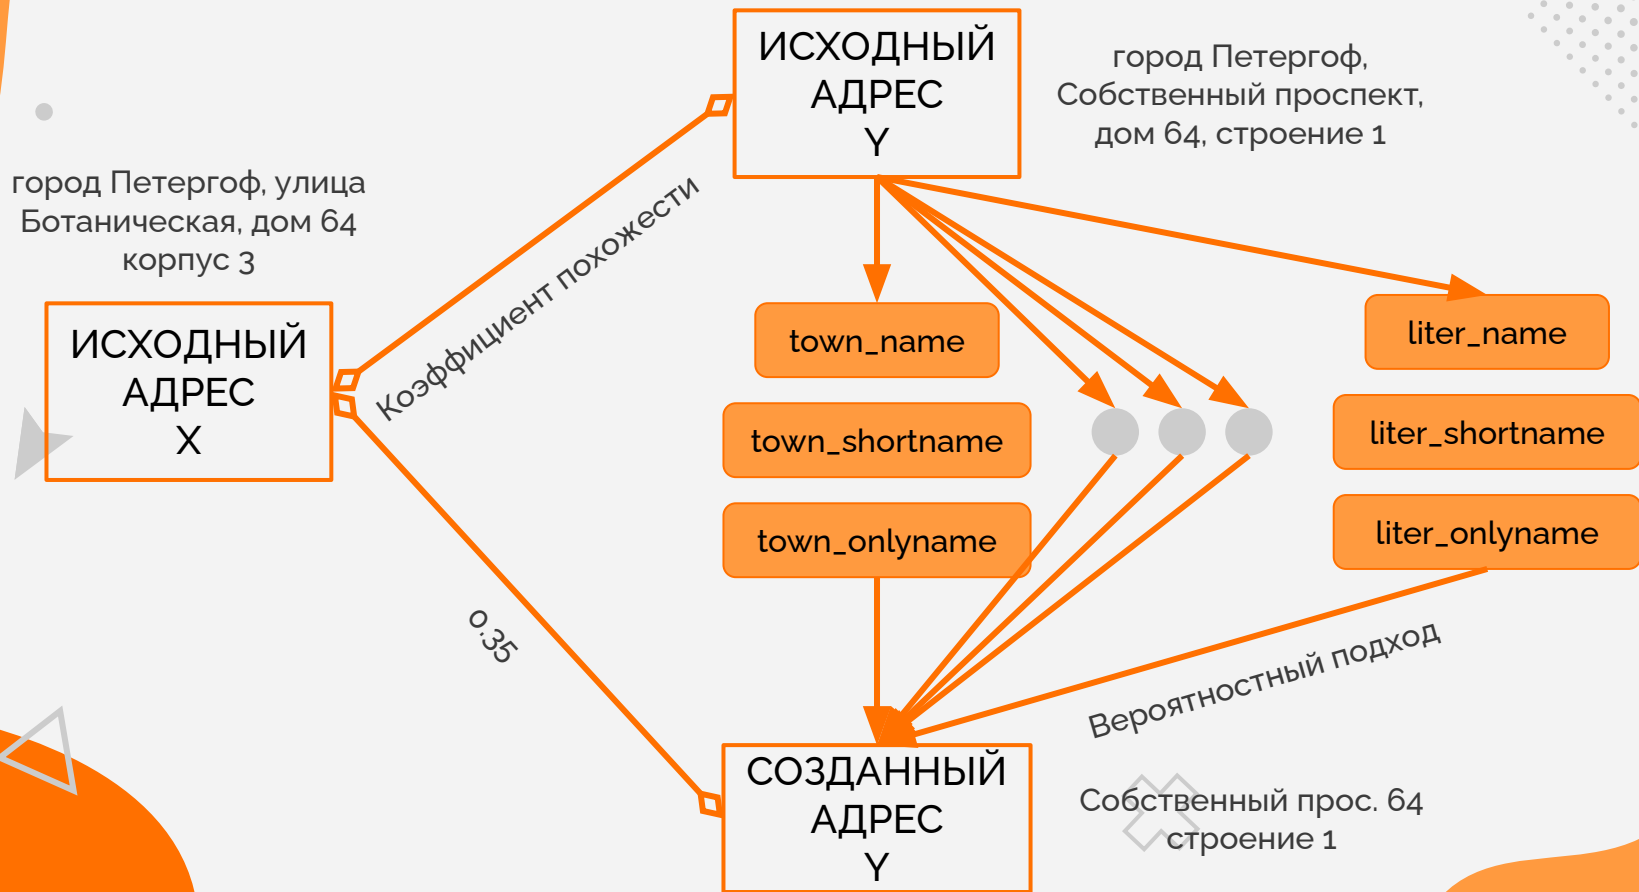 ИСХОДНЫЙ
АДРЕС
Y
город Петергоф,
Собственный проспект,
дом 64, строение 1
город Петергоф, улица
Ботаническая, дом 64
корпус 3
ИСХОДНЫЙ
АДРЕС
X
Коэффициент похожести
town_name
town_shortname
town_onlyname
liter_name
liter_shortname
liter_onlyname
0.35
Вероятностный подход
СОЗДАННЫЙ
АДРЕС
Y
Собственный прос. 64
строение 1